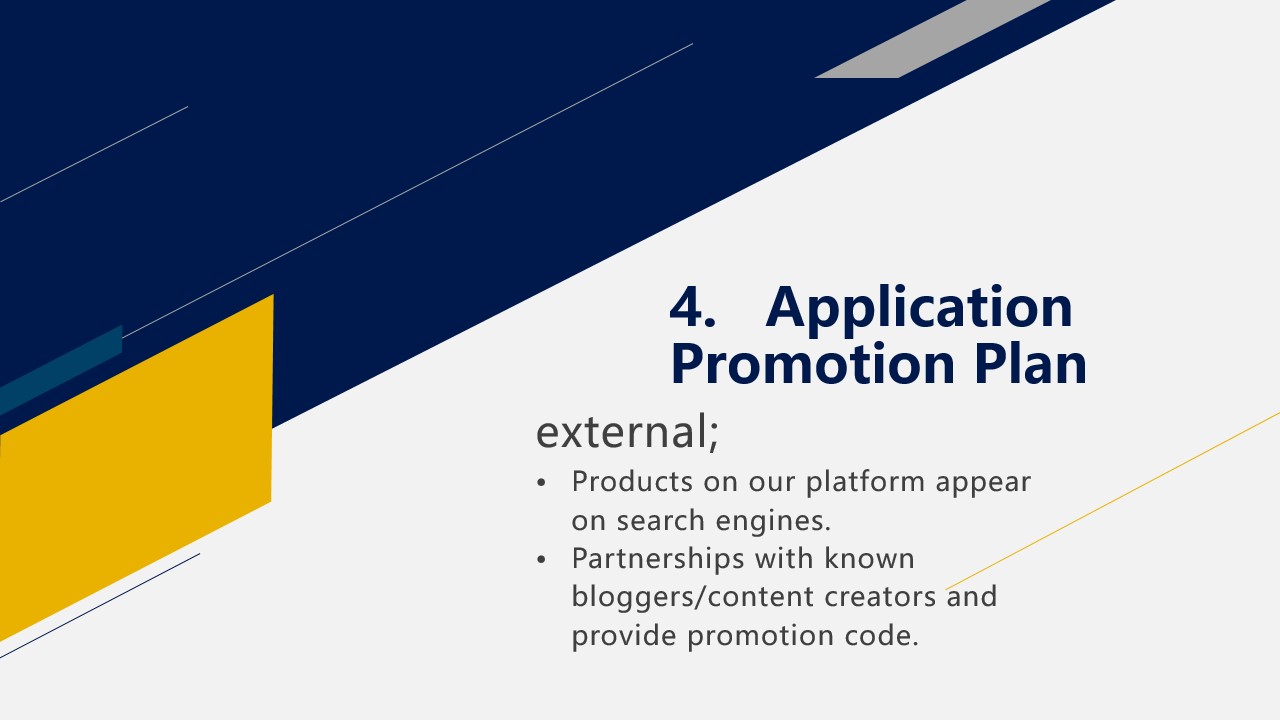 4. Application
Promotion Plan
external;
• Products on our platform appear
on search engines.
• Partnerships with known
bloggers/content creators and
provide promotion code.